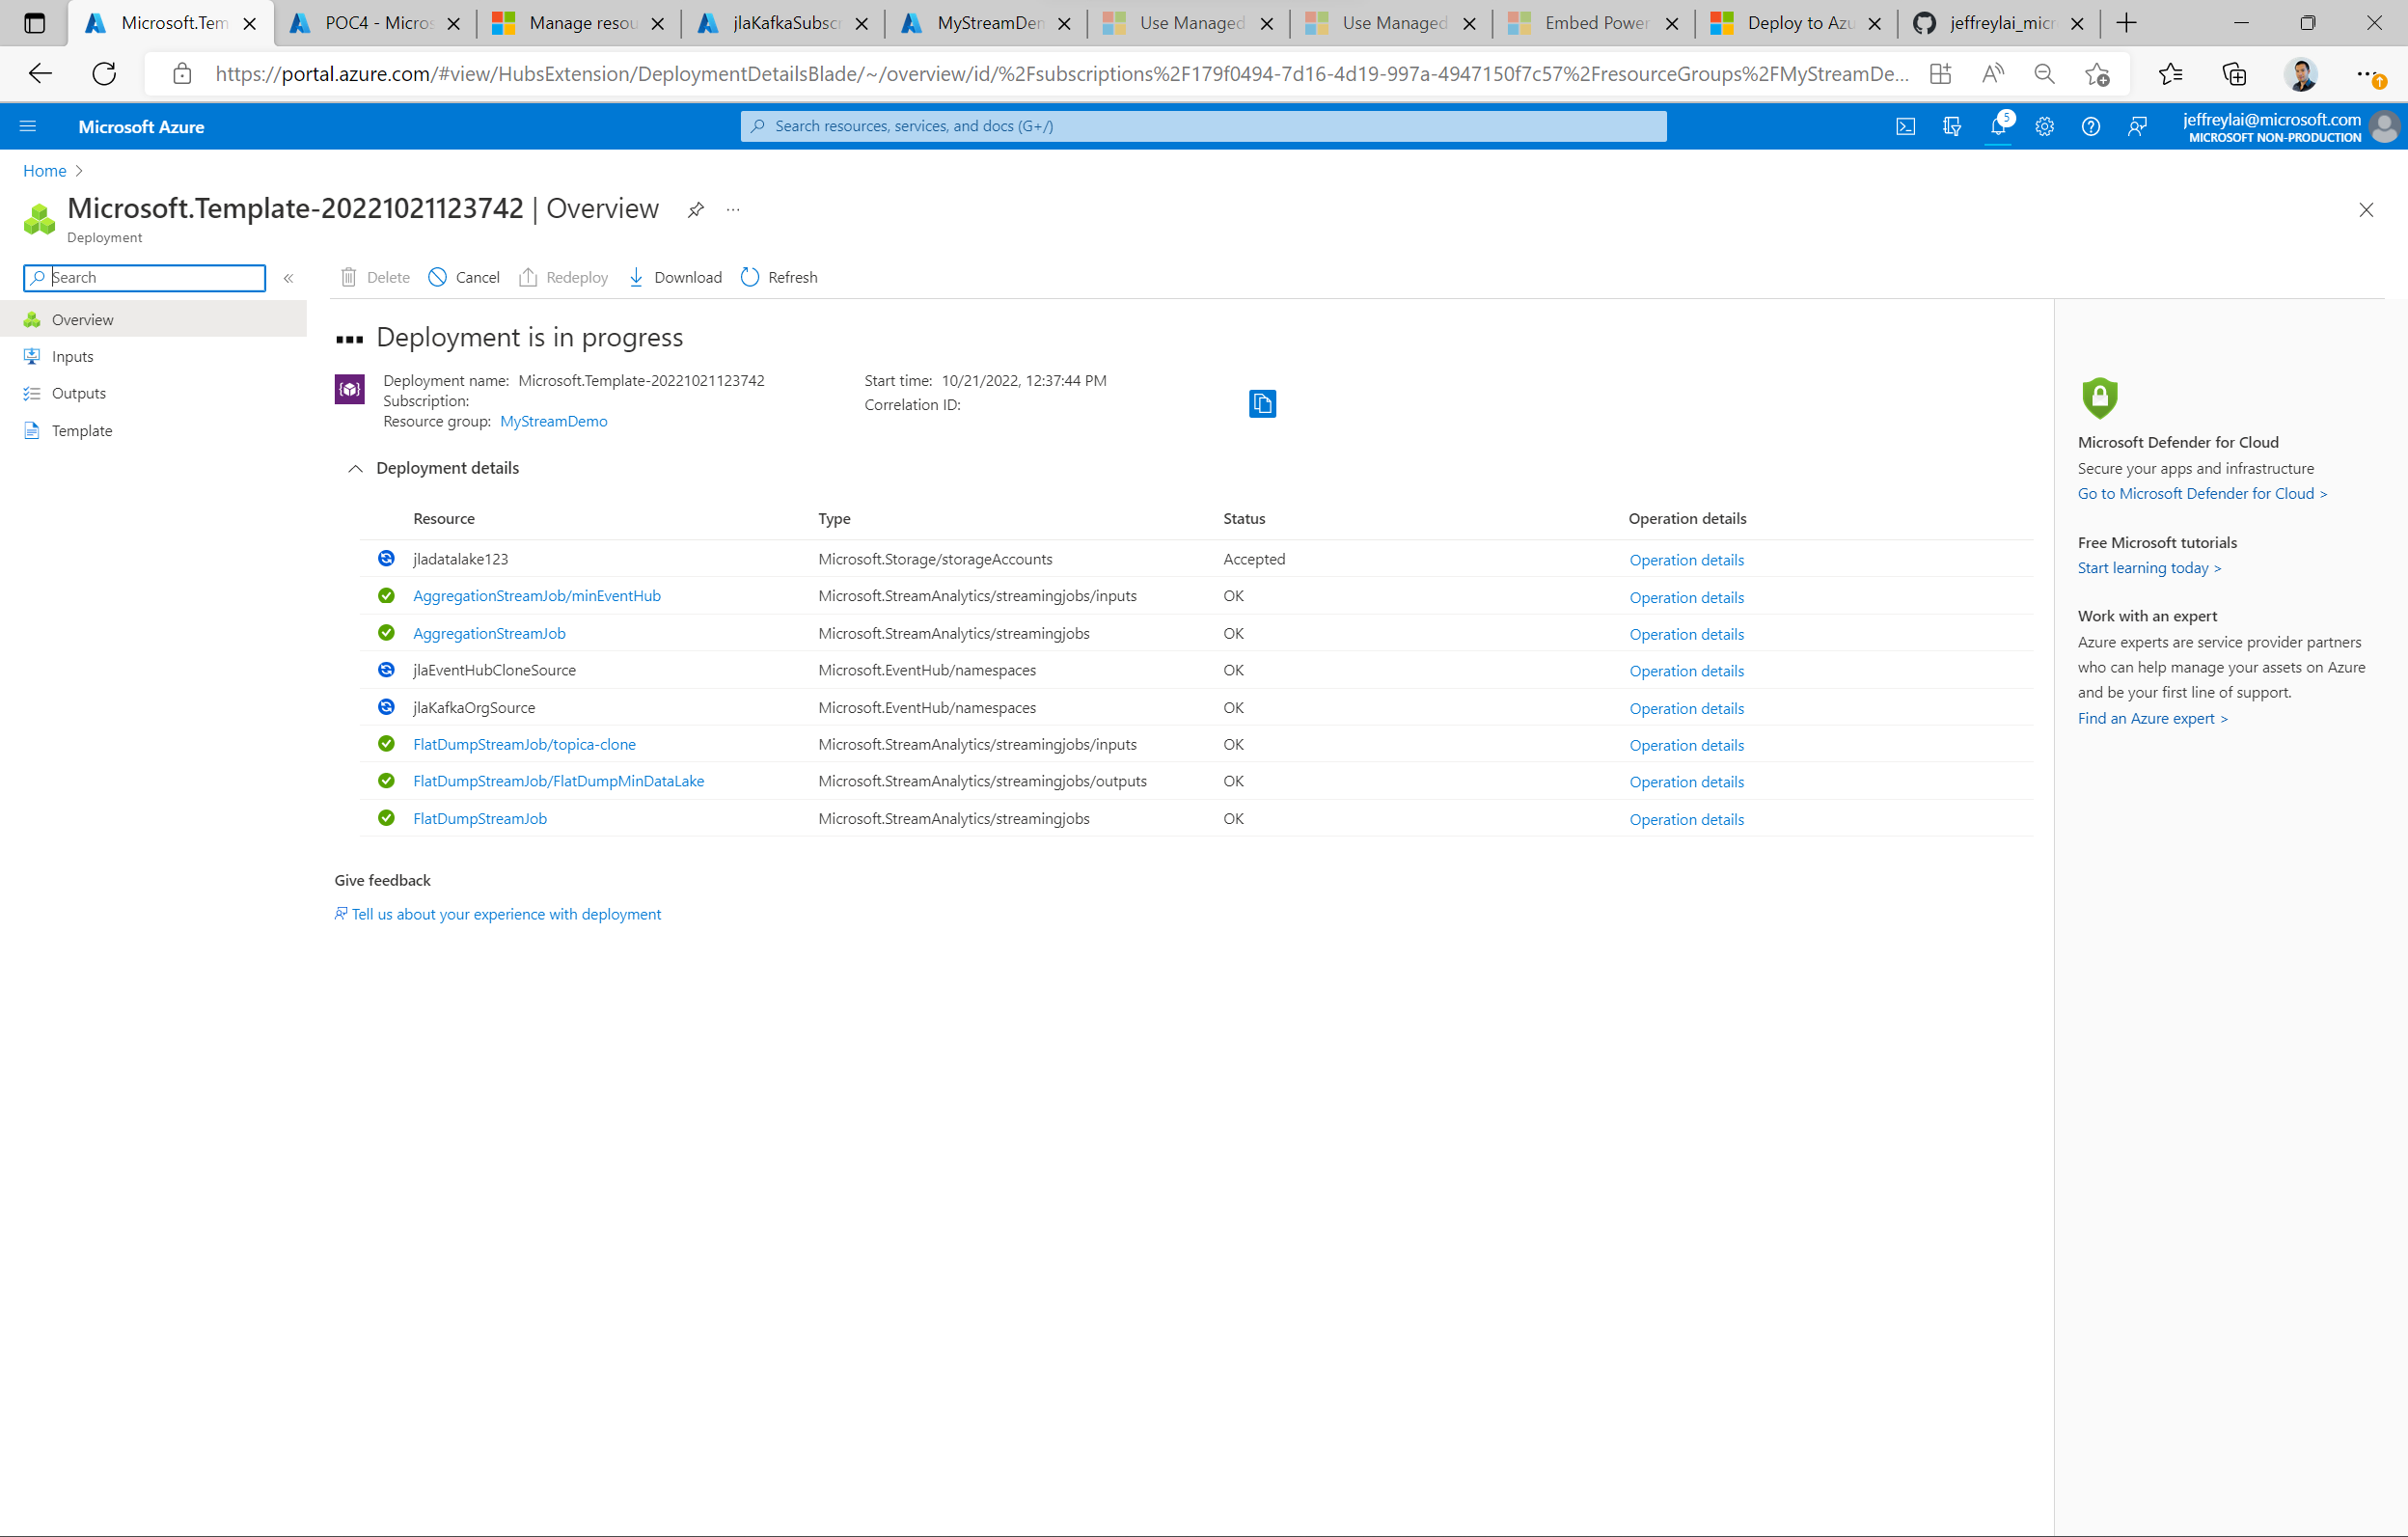 Microsoft.Tem
POC4 - Micros
Manage resou
jlaKafkaSubscr
MyStreamDem
Use Managed
Use Managed
Embed Power
Deploy to Azu
jeffreylai_micr
https://portal.azure.com/#view/HubsExtension/DeploymentDetailsBlade/~/overview/id/%2Fsubscriptions%2F179f0494-7d16-4d19-997a-4947150f7c57%2FresourceGroups%2FMyStreamDe...
Microsoft Azure
Search resources, services, and docs (G+/)
5
jeffreylai@microsoft.com
MICROSOFT NON-PRODUCTION
Home >
Microsoft.Template-20221021123742 | Overview
Deployment
Search
«
Delete Cancel Redeploy Download Refresh
Overview
Inputs
Outputs
Template
Deployment is in progress
Deployment name: Microsoft.Template-20221021123742
Subscription:
Resource group: MyStreamDemo
Start time: 10/21/2022, 12:37:44 PM
Correlation ID:
Deployment details
Resource Type Status Operation details
jladatalake123 Microsoft.Storage/storageAccounts Accepted Operation details
AggregationStreamJob/minEventHub Microsoft.StreamAnalytics/streamingjobs/inputs OK Operation details
AggregationStreamJob Microsoft.StreamAnalytics/streamingjobs OK Operation details
jlaEventHubCloneSource Microsoft.EventHub/namespaces OK Operation details
jlaKafkaOrgSource Microsoft.EventHub/namespaces OK Operation details
FlatDumpStreamJob/topica-clone Microsoft.StreamAnalytics/streamingjobs/inputs OK Operation details
FlatDumpStreamJob/FlatDumpMinDataLake Microsoft.StreamAnalytics/streamingjobs/outputs OK Operation details
FlatDumpStreamJob Microsoft.StreamAnalytics/streamingjobs OK Operation details
Give feedback
Tell us about your experience with deployment
Microsoft Defender for Cloud
Secure your apps and infrastructure
Go to Microsoft Defender for Cloud >
Free Microsoft tutorials
Start learning today >
Work with an expert
Azure experts are service provider partners
who can help manage your assets on Azure
and be your first line of support.
Find an Azure expert >